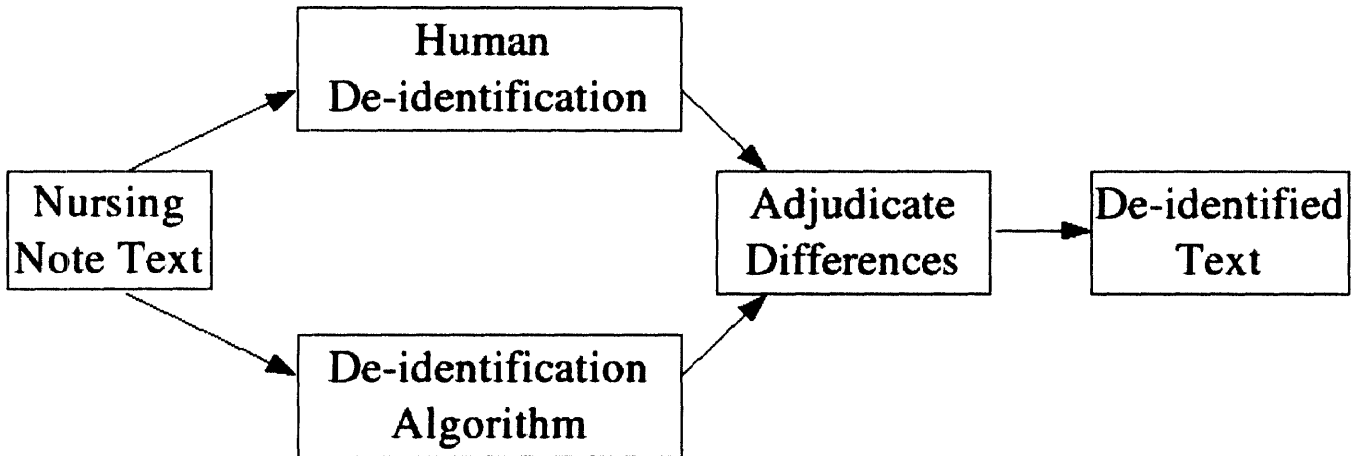 Human
De-identification
Nursing
Note Text
Adjudicate
Differences
De-identified
Text
De-identification
Algorithm